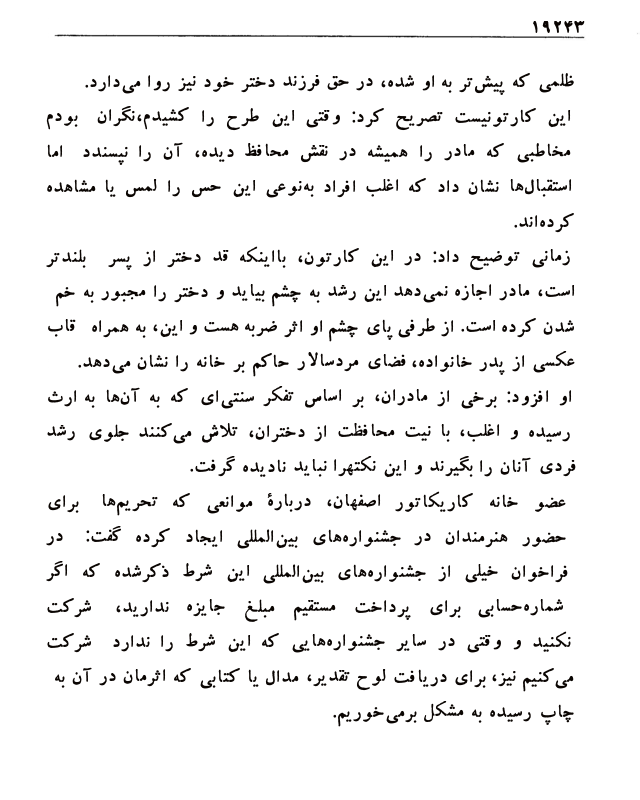 ۱۹۲۴۳
ظلمی که پیش‌تر به او شده، در حق فرزند دختر خود نیز روا می‌دارد.
این کارتونیست تصریح کرد: وقتی این طرح را کشیدم،نگران بودم
مخاطبی که مادر را همیشه در نقش محافظ دیده، آن را نپسندد اما
استقبال‌ها نشان داد که اغلب افراد به‌نوعی این حس را لمس یا مشاهده
کرده‌اند.
زمانی توضیح داد: در این کارتون، بااینکه قد دختر از پسر بلندتر
است، مادر اجازه نمی‌دهد این رشد به چشم بیاید و دختر را مجبور به خم
شدن کرده است. از طرفی پای چشم او اثر ضربه هست و این، به همراه قاب
عکسی از پدر خانواده، فضای مردسالار حاکم بر خانه را نشان می‌دهد.
او افزود: برخی از مادران، بر اساس تفکر سنتی‌ای که به آن‌ها به ارث
رسیده و اغلب، با نیت محافظت از دختران، تلاش می‌کنند جلوی رشد
فردی آنان را بگیرند و این نکتهرا نباید نادیده گرفت.
عضو خانه کاریکاتور اصفهان، دربارهٔ موانعی که تحریم‌ها برای
حضور هنرمندان در جشنواره‌های بین‌المللی ایجاد کرده گفت: در
فراخوان خیلی از جشنواره‌های بین‌المللی این شرط ذکرشده که اگر
شماره‌حسابی برای پرداخت مستقیم مبلغ جایزه ندارید، شرکت
نکنید و وقتی در سایر جشنواره‌هایی که این شرط را ندارد شرکت
می‌کنیم نیز، برای دریافت لوح تقدیر، مدال یا کتابی که اثرمان در آن به
چاپ رسیده به مشکل برمی‌خوریم.